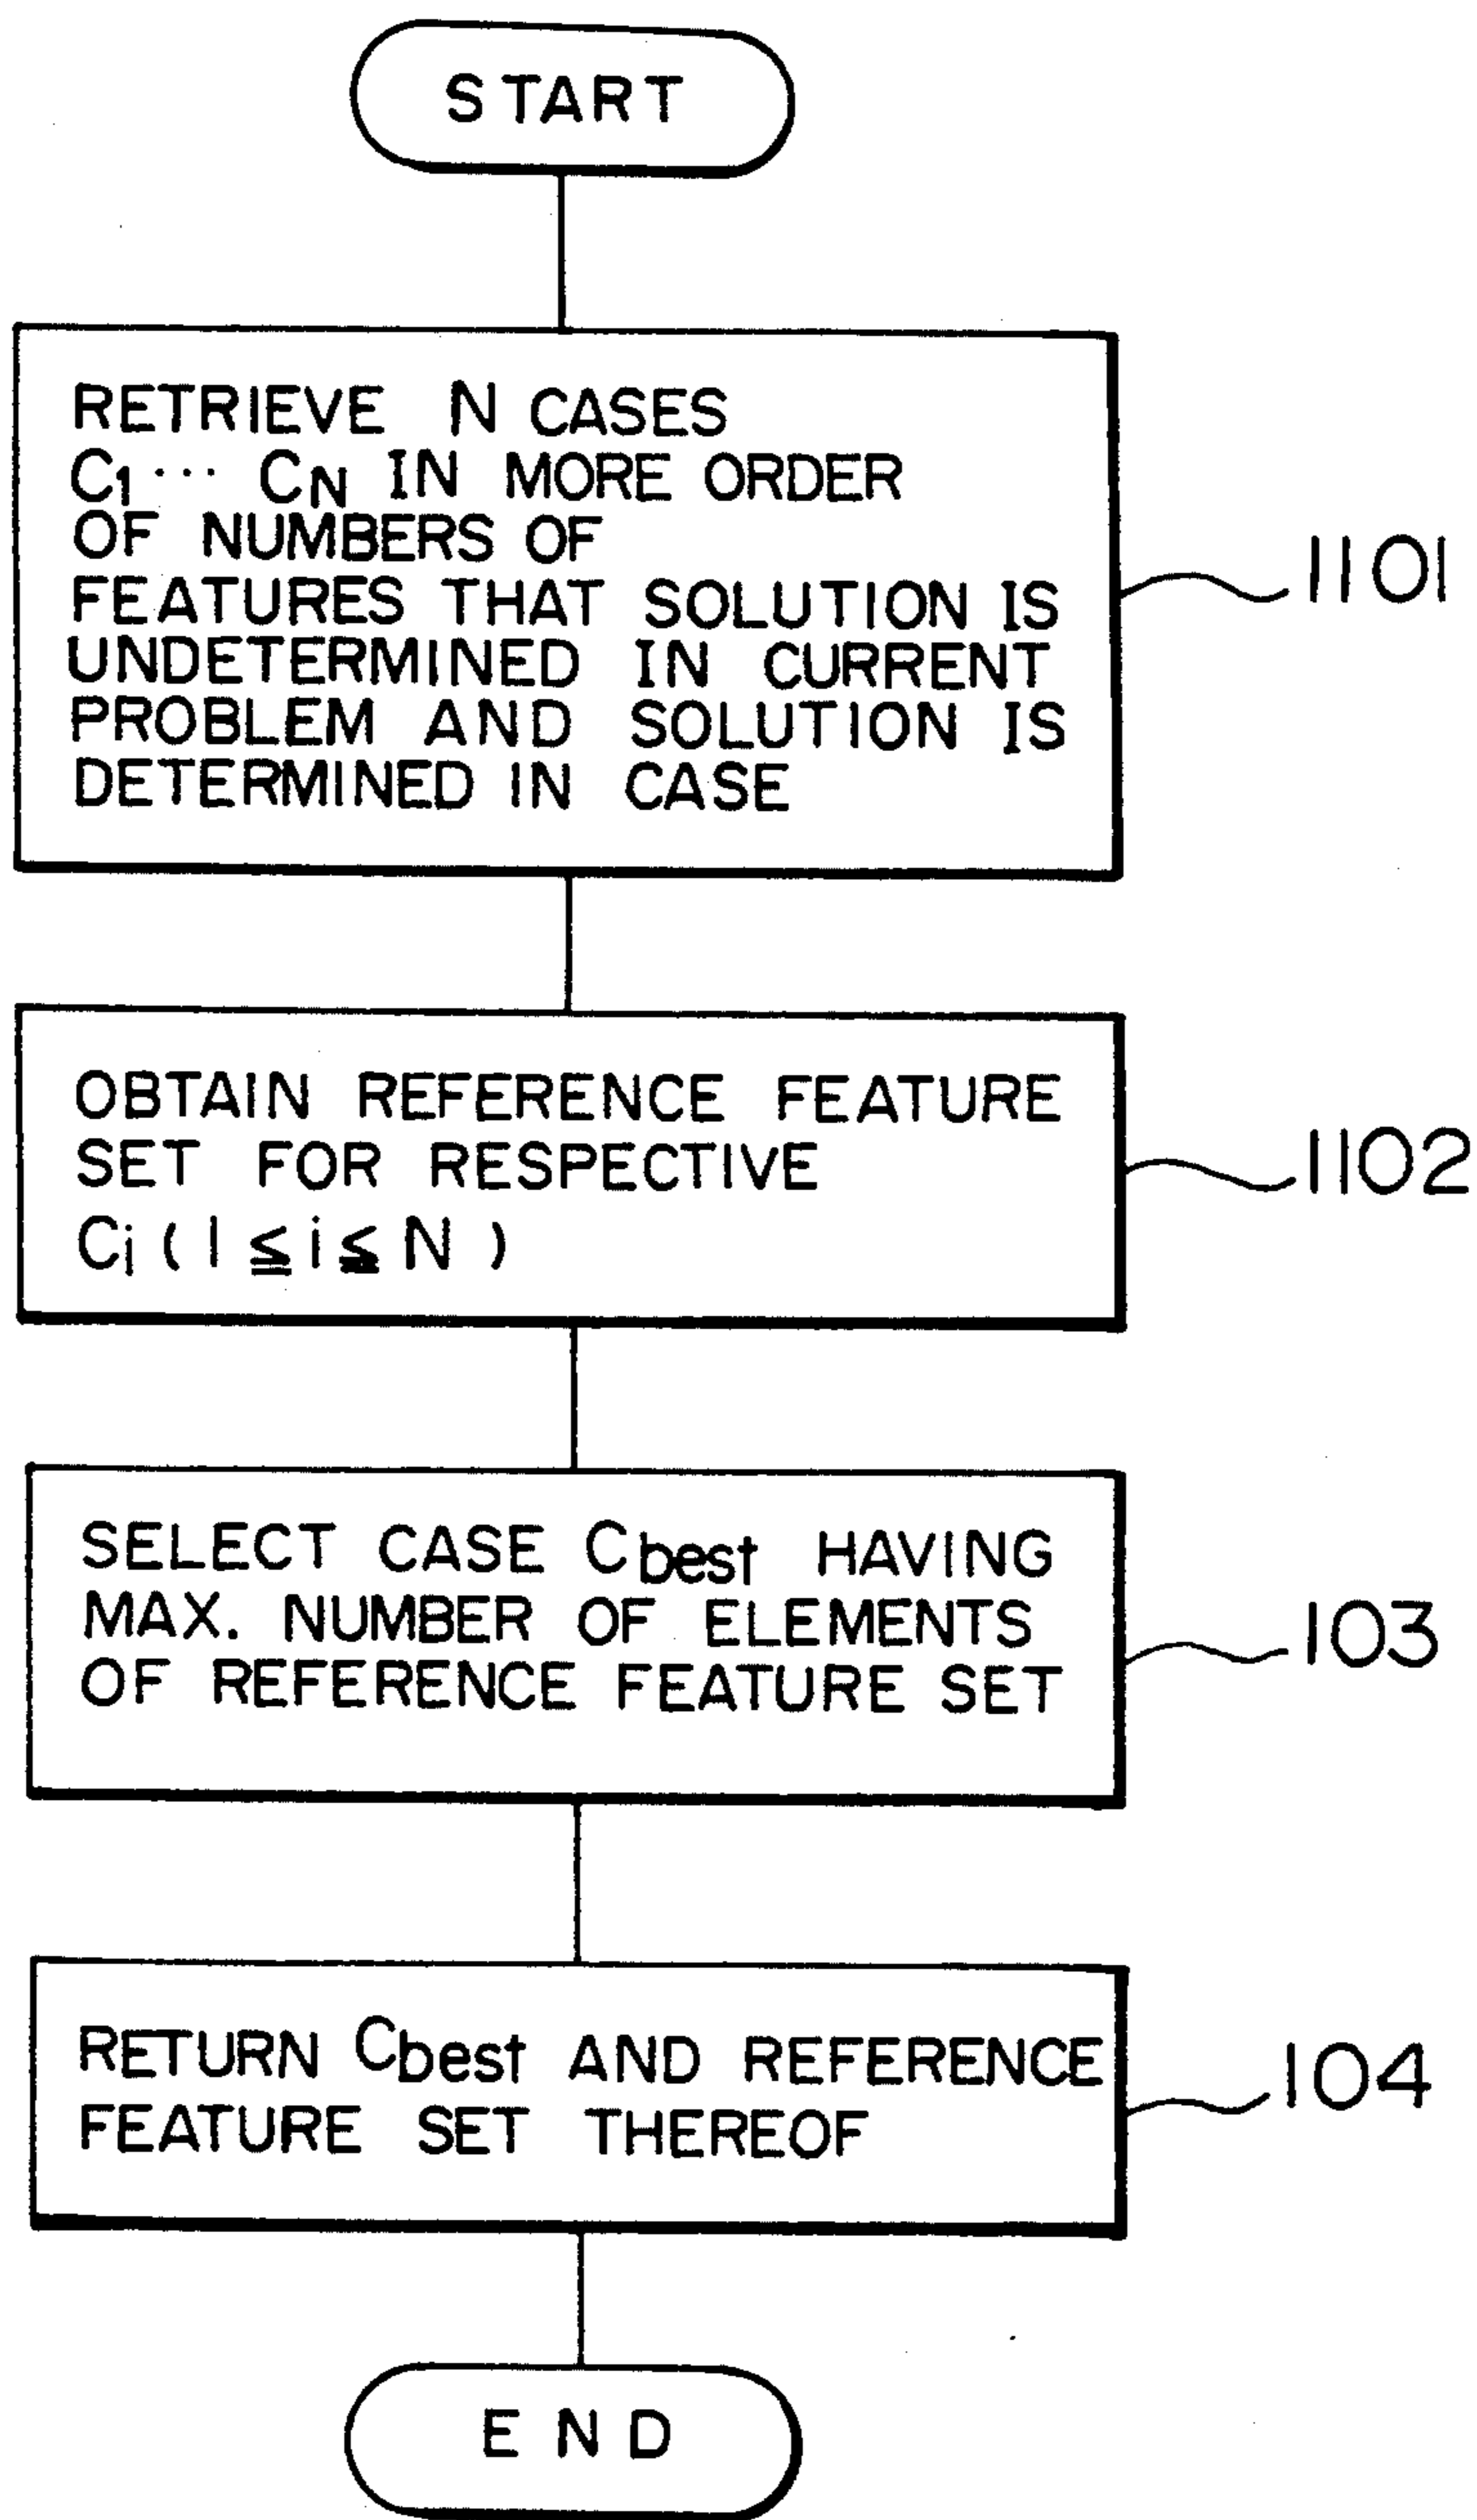 START
RETRIEVE N CASES
C1 ··· CN IN MORE ORDER
OF NUMBERS OF
FEATURES THAT SOLUTION IS
UNDETERMINED IN CURRENT
PROBLEM AND SOLUTION IS
DETERMINED IN CASE
1101
OBTAIN REFERENCE FEATURE
SET FOR RESPECTIVE
Ci ( 1 ≦ i ≦ N )
1102
SELECT CASE Cbest HAVING
MAX. NUMBER OF ELEMENTS
OF REFERENCE FEATURE SET
103
RETURN Cbest AND REFERENCE
FEATURE SET THEREOF
104
END